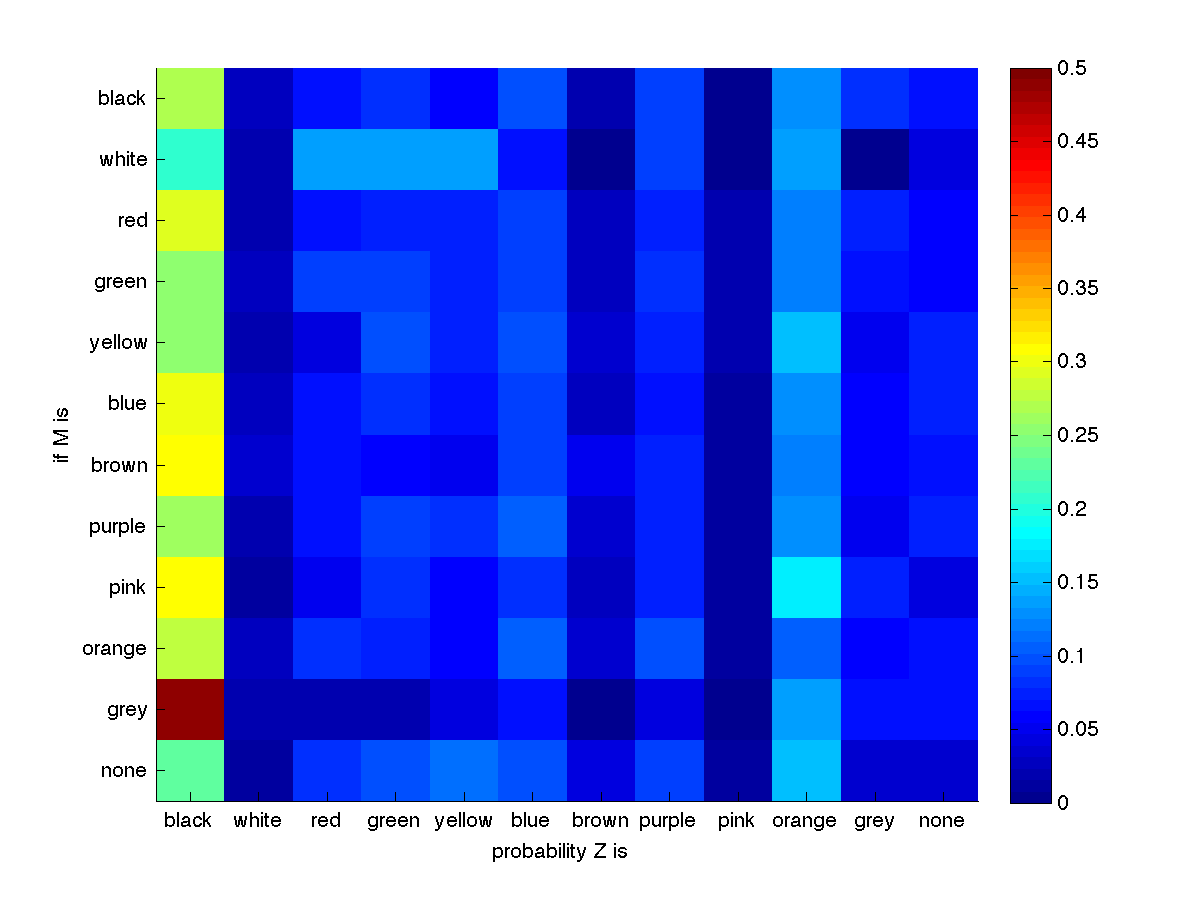 black
white
red
green
yellow
blue
brown
purple
pink
orange
grey
none
if M is
black white red green yellow blue brown purple pink orange grey none
probability Z is
0.5
0.45
0.4
0.35
0.3
0.25
0.2
0.15
0.1
0.05
0